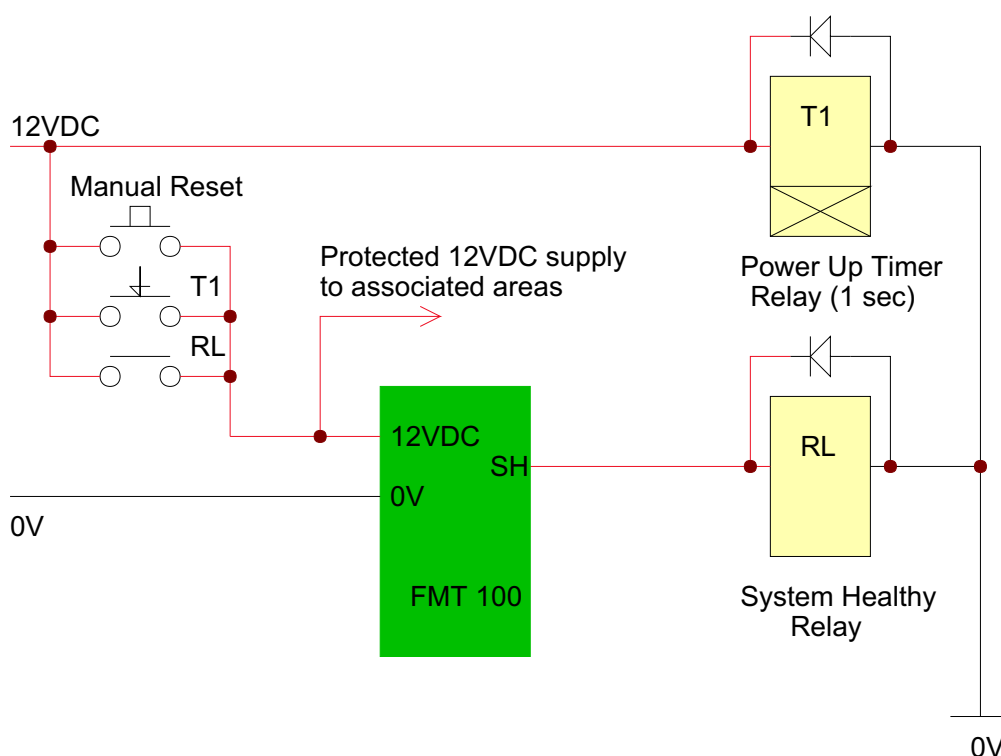 12VDC
T1
Manual Reset
Protected 12VDC supply
to associated areas
T1
Power Up Timer
Relay (1 sec)
RL
12VDC
SH
RL
0V
0V
FMT 100
System Healthy
Relay
0V